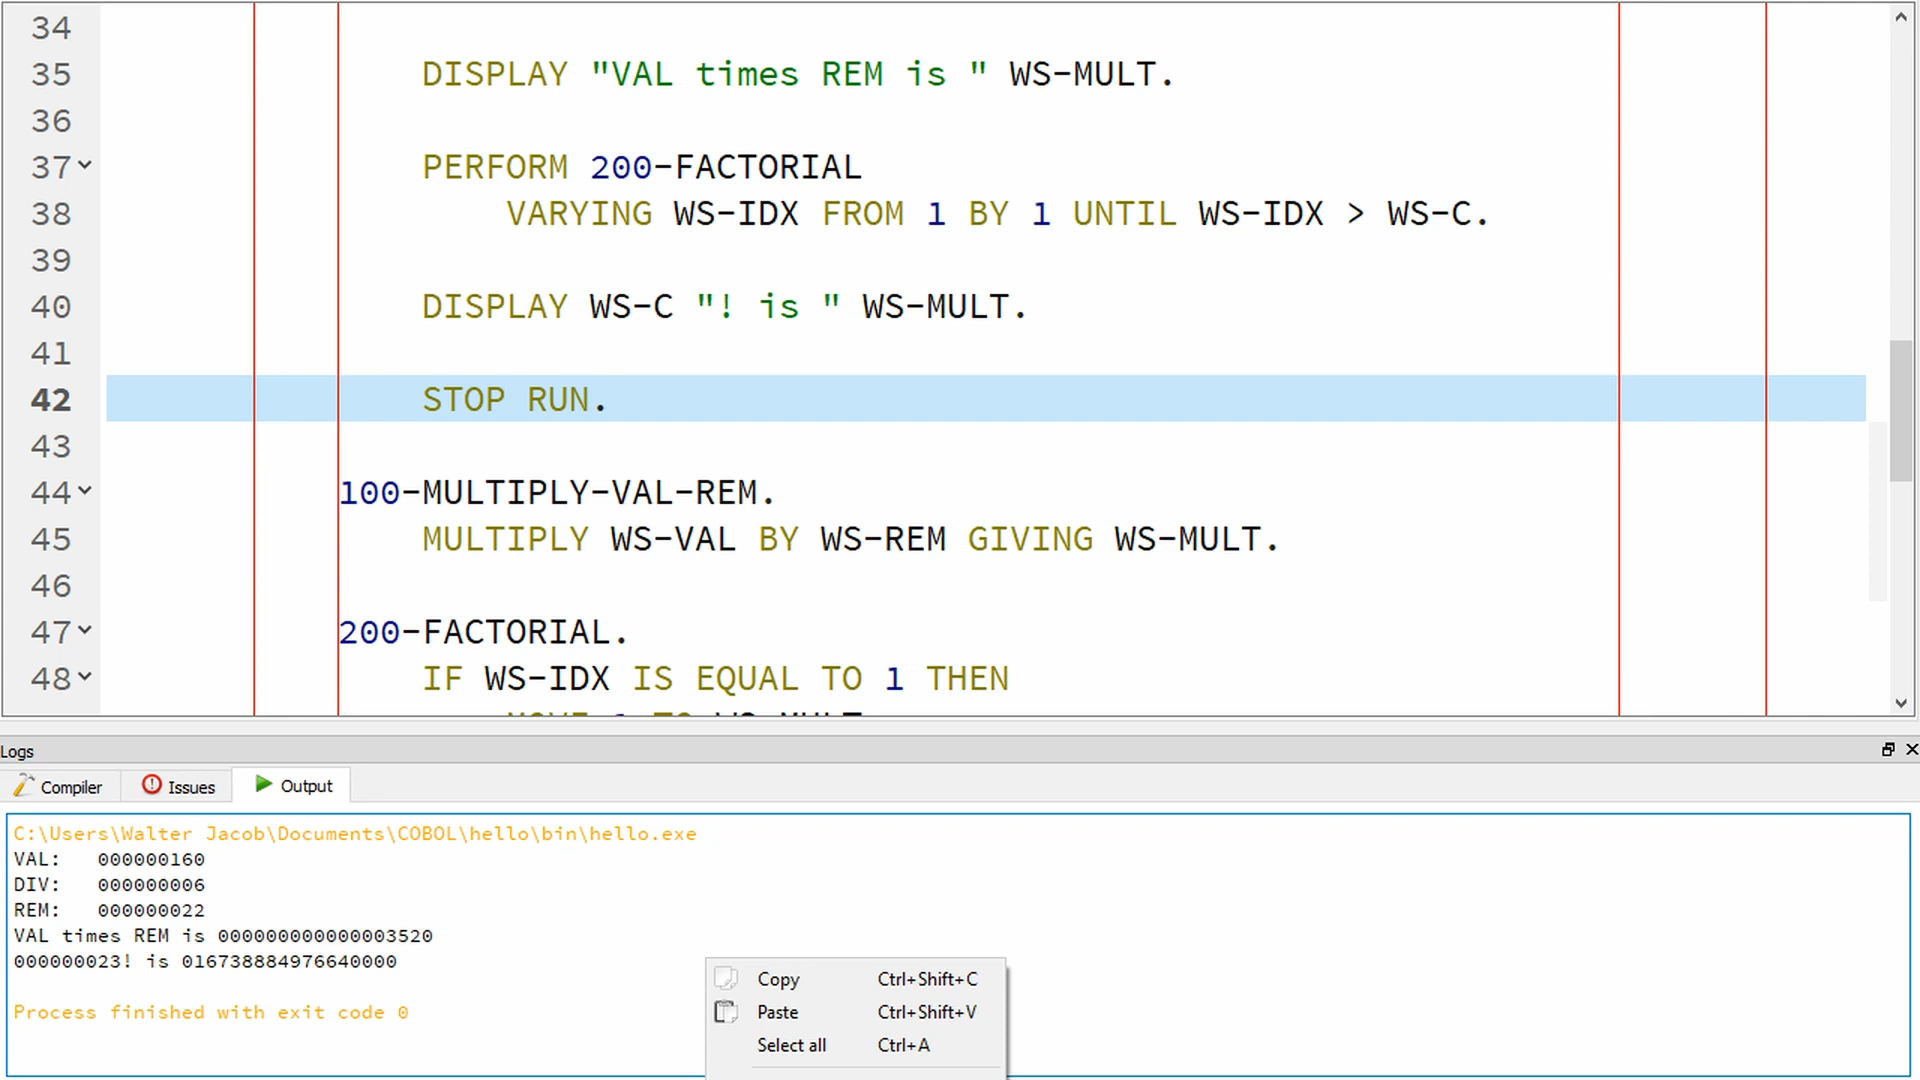 34
35 DISPLAY "VAL times REM is " WS-MULT.
36
37 PERFORM 200-FACTORIAL
38 VARYING WS-IDX FROM 1 BY 1 UNTIL WS-IDX > WS-C.
39
40 DISPLAY WS-C "! is " WS-MULT.
41
42 STOP RUN.
43
44 100-MULTIPLY-VAL-REM.
45 MULTIPLY WS-VAL BY WS-REM GIVING WS-MULT.
46
47 200-FACTORIAL.
48 IF WS-IDX IS EQUAL TO 1 THEN
Logs
Compiler Issues Output
C:\Users\Walter Jacob\Documents\COBOL\hello\bin\hello.exe
VAL: 000000160
DIV: 000000006
REM: 000000022
VAL times REM is 000000000000003520
000000023! is 016738884976640000
Process finished with exit code 0
Copy Ctrl+Shift+C
Paste Ctrl+Shift+V
Select all Ctrl+A